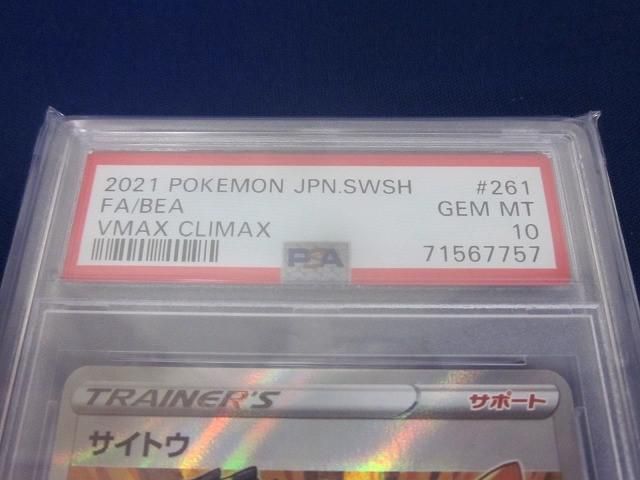 2021 POKEMON JPN.SWSH #261
FA/BEA GEM MT
VMAX CLIMAX 10
PSA 71567757
TRAINER'S サポート
サイトウ